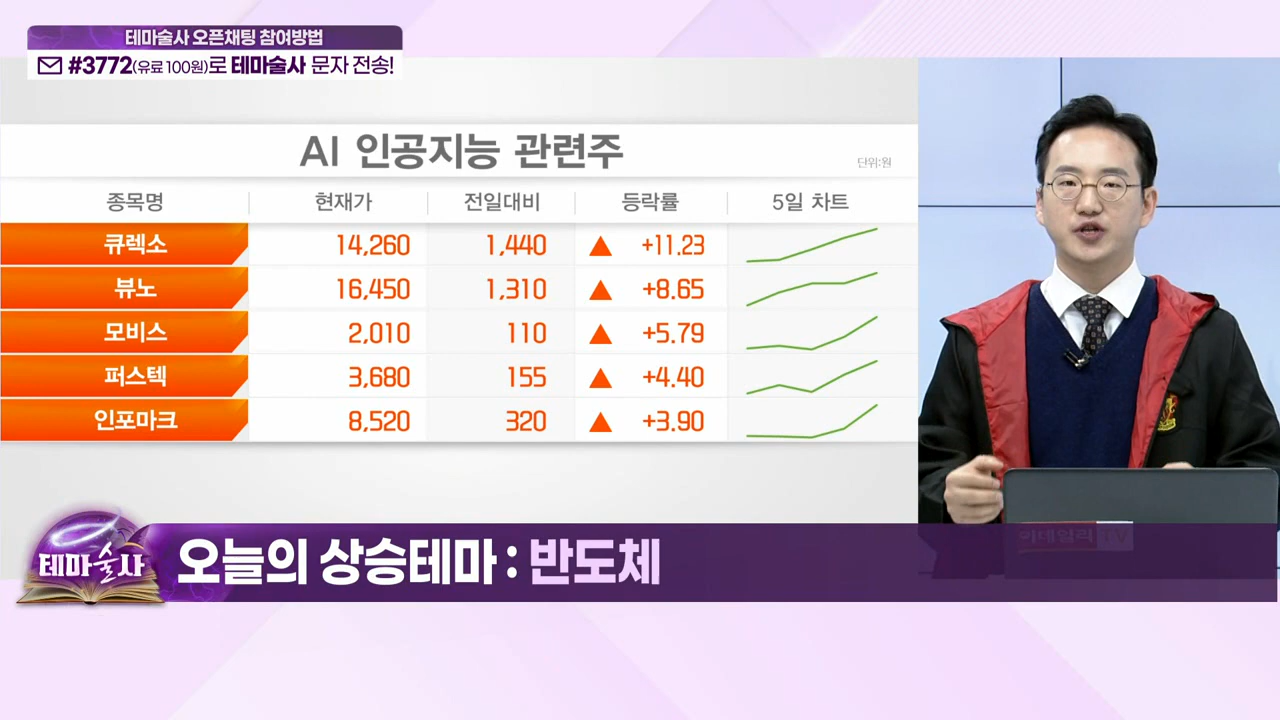 테마술사 오픈채팅 참여방법
#3772(유료 100원)로 테마술사 문자 전송!
AI 인공지능 관련주
단위:원
종목명 현재가 전일대비 등락률 5일 차트
큐렉소 14,260 1,440 ▲ +11.23
뷰노 16,450 1,310 ▲ +8.65
모비스 2,010 110 ▲ +5.79
퍼스텍 3,680 155 ▲ +4.40
인포마크 8,520 320 ▲ +3.90
테마술사
오늘의 상승테마 : 반도체
이데일리 TV